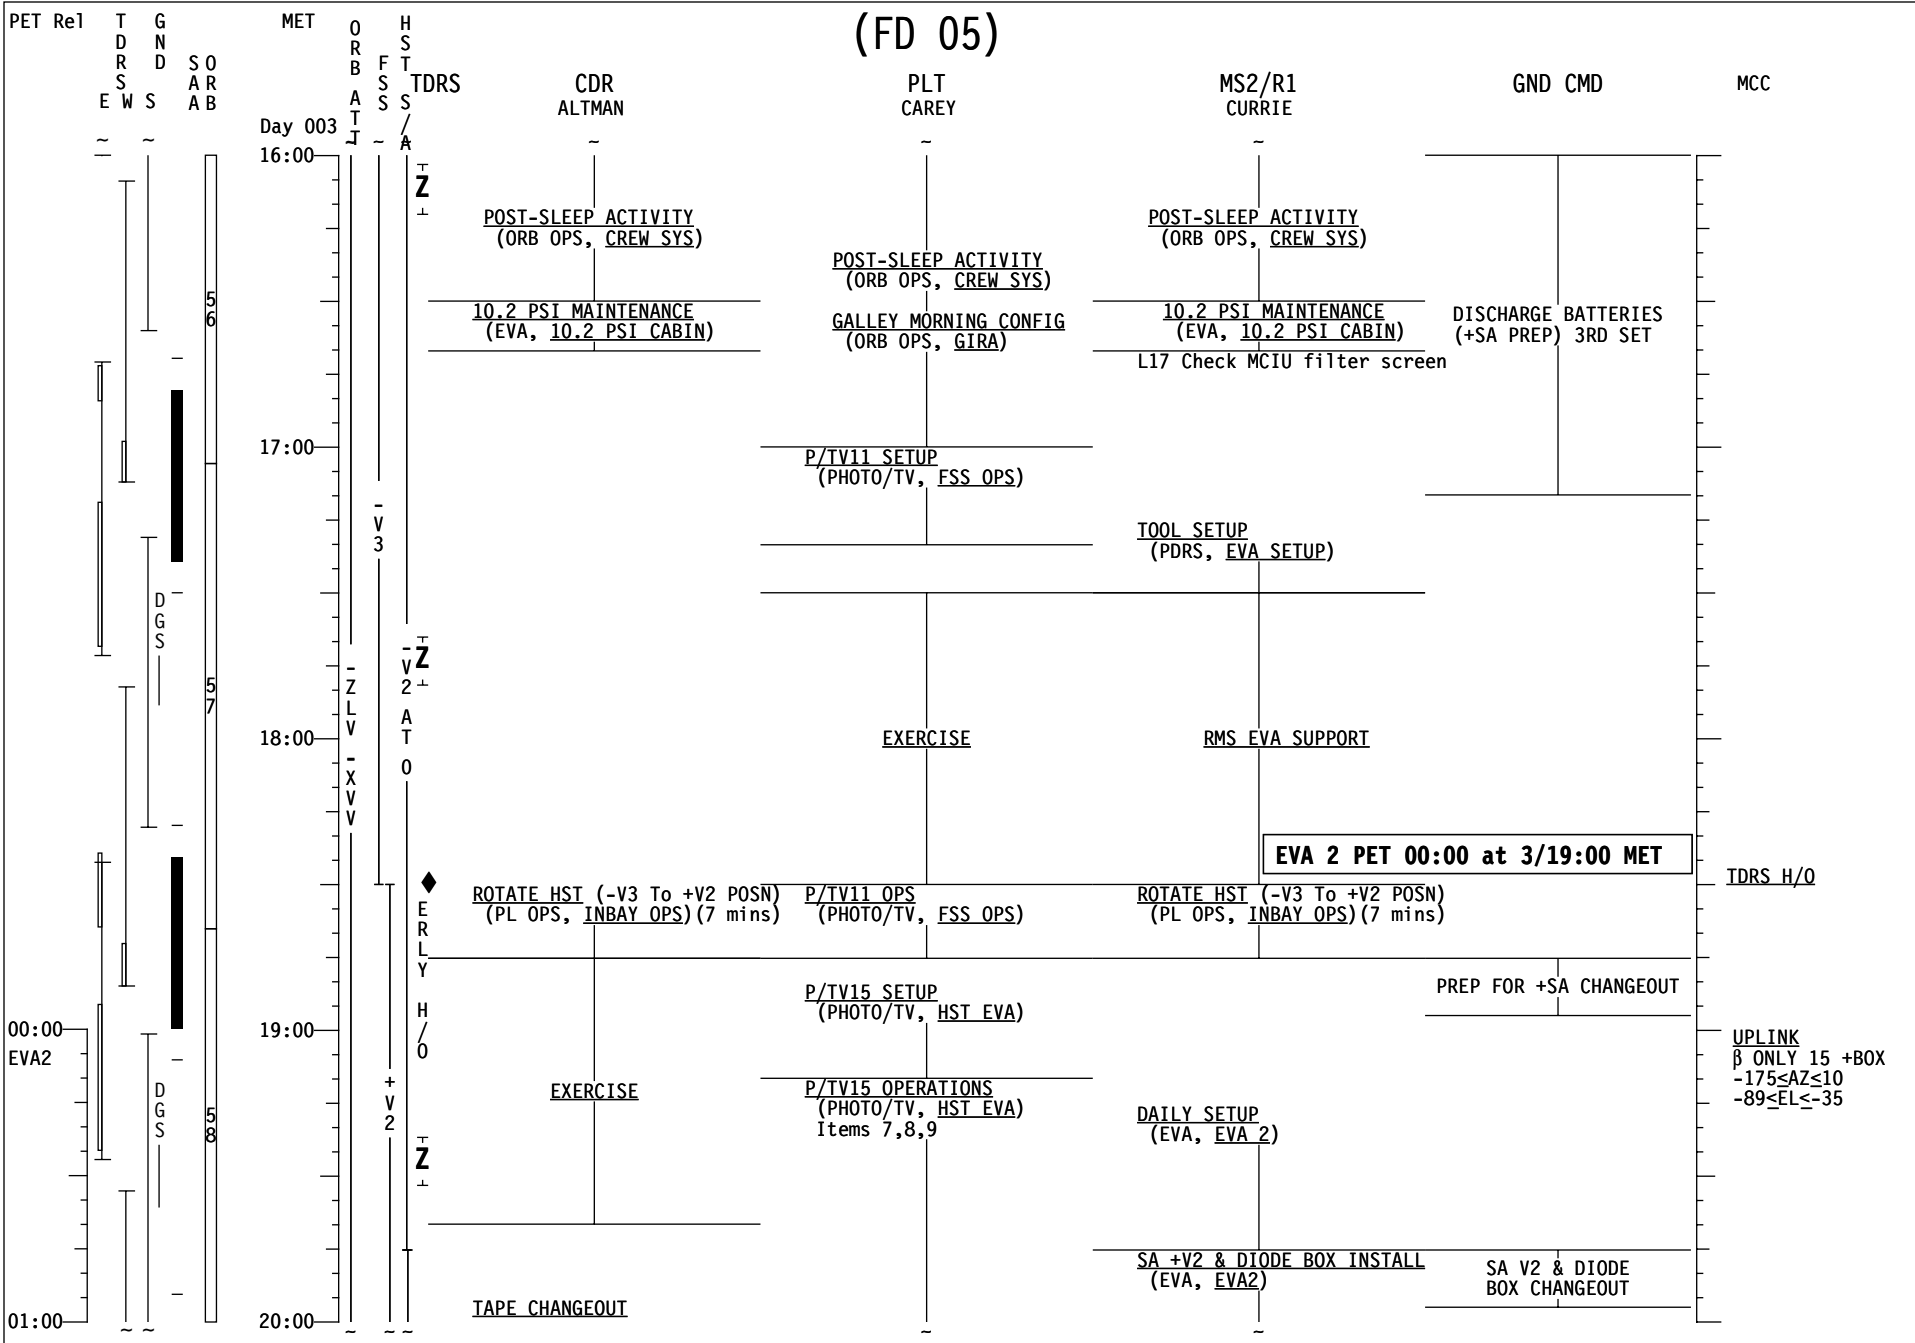 (FD 05)
PET Rel
TDRS
E W
GND
S
SAA
ORB
MET
ORB ATT
FSS
HST S/A
TDRS
CDR
ALTMAN
PLT
CAREY
MS2/R1
CURRIE
GND CMD
MCC
Day 003
16:00
17:00
18:00
19:00
20:00
00:00
EVA2
01:00
DGS
DGS
56
57
58
-ZLV -XVV
-V3
+V2
-V2 AT 0
Z
Z
ERLY H/O
Z
POST-SLEEP ACTIVITY
(ORB OPS, CREW SYS)
10.2 PSI MAINTENANCE
(EVA, 10.2 PSI CABIN)
ROTATE HST (-V3 To +V2 POSN)
(PL OPS, INBAY OPS)(7 mins)
EXERCISE
TAPE CHANGEOUT
POST-SLEEP ACTIVITY
(ORB OPS, CREW SYS)
GALLEY MORNING CONFIG
(ORB OPS, GIRA)
P/TV11 SETUP
(PHOTO/TV, FSS OPS)
EXERCISE
P/TV11 OPS
(PHOTO/TV, FSS OPS)
P/TV15 SETUP
(PHOTO/TV, HST EVA)
P/TV15 OPERATIONS
(PHOTO/TV, HST EVA)
Items 7,8,9
POST-SLEEP ACTIVITY
(ORB OPS, CREW SYS)
10.2 PSI MAINTENANCE
(EVA, 10.2 PSI CABIN)
L17 Check MCIU filter screen
TOOL SETUP
(PDRS, EVA SETUP)
RMS EVA SUPPORT
EVA 2 PET 00:00 at 3/19:00 MET
ROTATE HST (-V3 To +V2 POSN)
(PL OPS, INBAY OPS)(7 mins)
DAILY SETUP
(EVA, EVA 2)
SA +V2 & DIODE BOX INSTALL
(EVA, EVA2)
DISCHARGE BATTERIES
(+SA PREP) 3RD SET
PREP FOR +SA CHANGEOUT
SA V2 & DIODE
BOX CHANGEOUT
TDRS H/O
UPLINK
β ONLY 15 +BOX
-175≤AZ≤10
-89≤EL≤-35